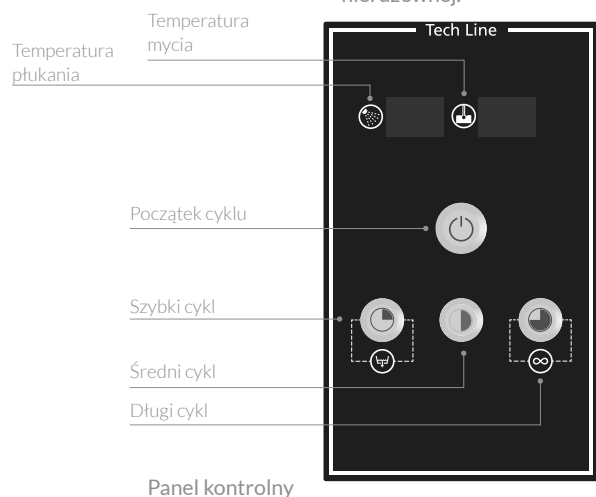 Temperatura
mycia
Tech Line
Temperatura
płukania
Początek cyklu
Szybki cykl
Średni cykl
Długi cykl
Panel kontrolny